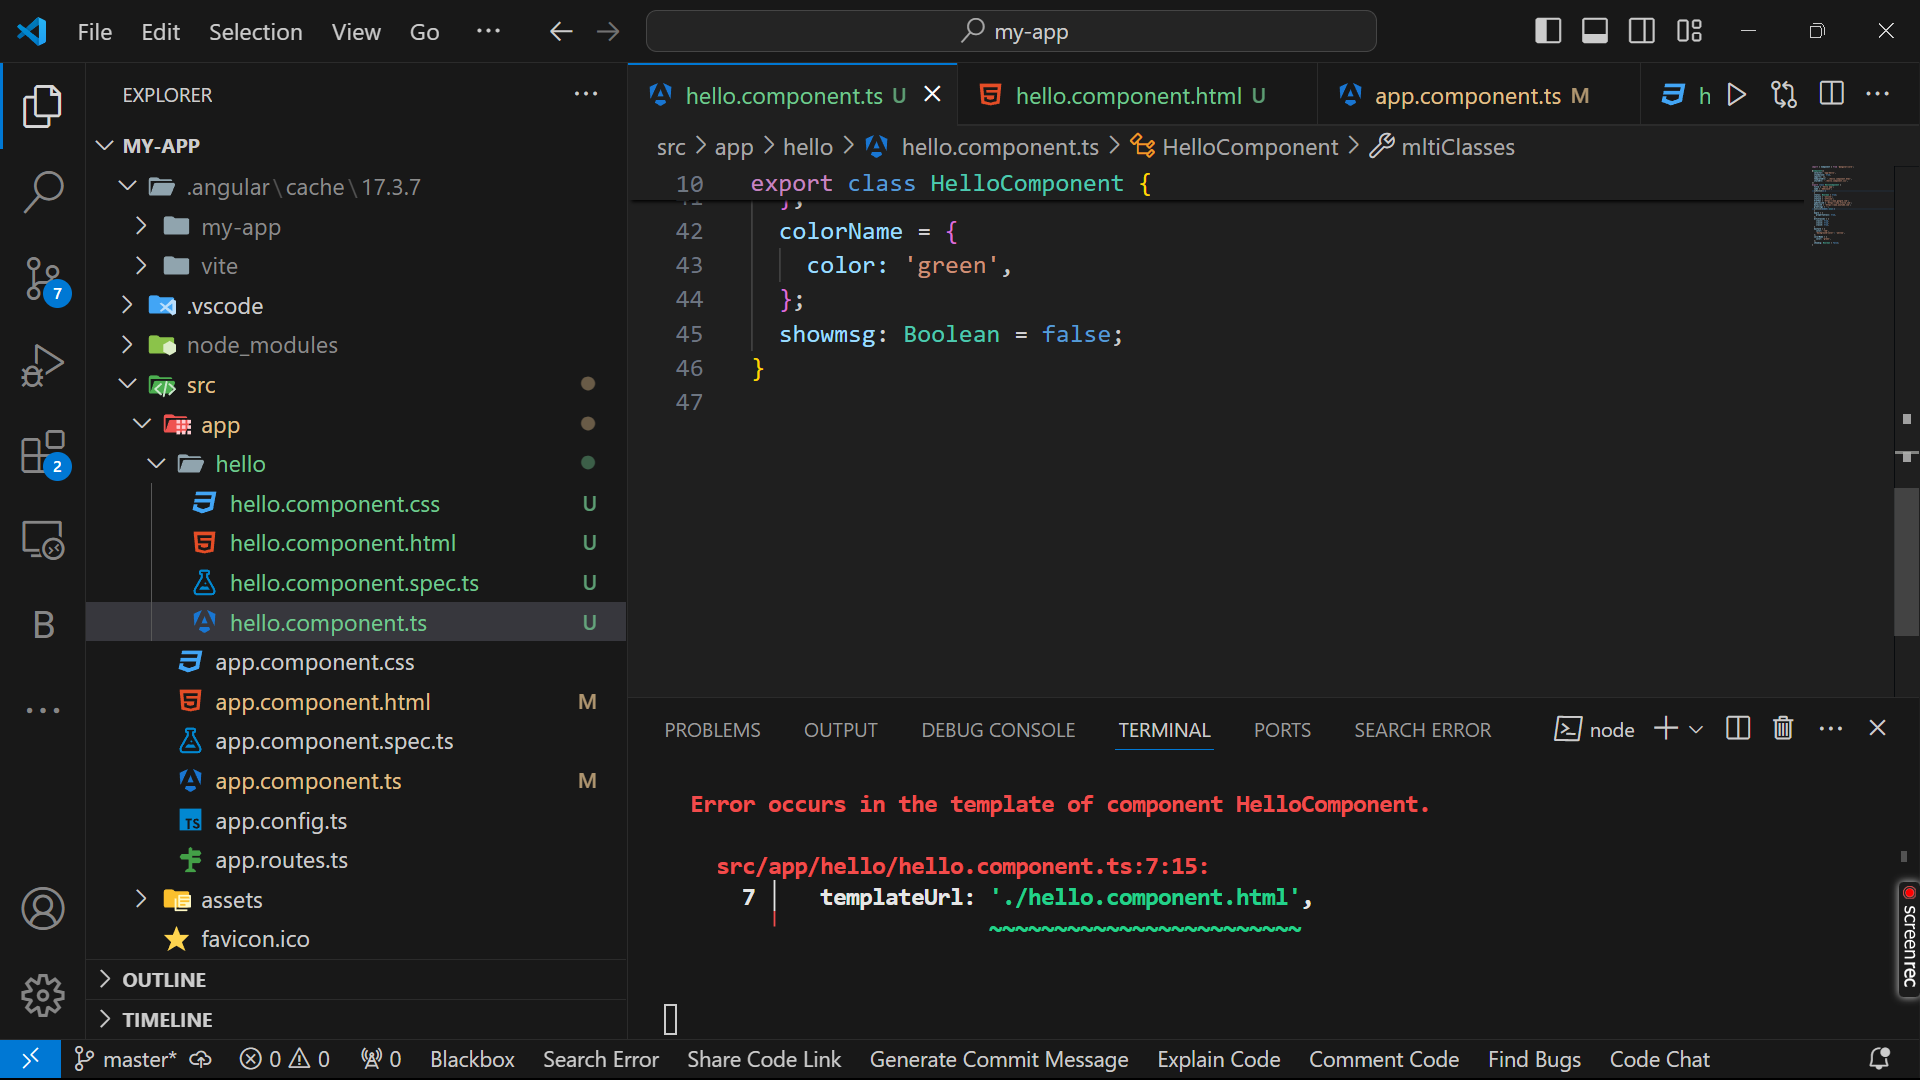 File Edit Selection View Go ···
my-app
EXPLORER
MY-APP
.angular\cache\17.3.7
my-app
vite
.vscode
node_modules
src
app
hello
hello.component.css U
hello.component.html U
hello.component.spec.ts U
hello.component.ts U
app.component.css
app.component.html M
app.component.spec.ts
app.component.ts M
app.config.ts
app.routes.ts
assets
favicon.ico
OUTLINE
TIMELINE
7
2
B
hello.component.ts U
hello.component.html U
app.component.ts M
h
src > app > hello > hello.component.ts > HelloComponent > mltiClasses
10 export class HelloComponent {
41 };
42 colorName = {
43 color: 'green',
44 };
45 showmsg: Boolean = false;
46 }
47
PROBLEMS OUTPUT DEBUG CONSOLE TERMINAL PORTS SEARCH ERROR node
Error occurs in the template of component HelloComponent.
src/app/hello/hello.component.ts:7:15:
7 │ templateUrl: './hello.component.html',
~~~~~~~~~~~~~~~~~~~~~~~~
screenrec
master* 0 0 0 Blackbox Search Error Share Code Link Generate Commit Message Explain Code Comment Code Find Bugs Code Chat